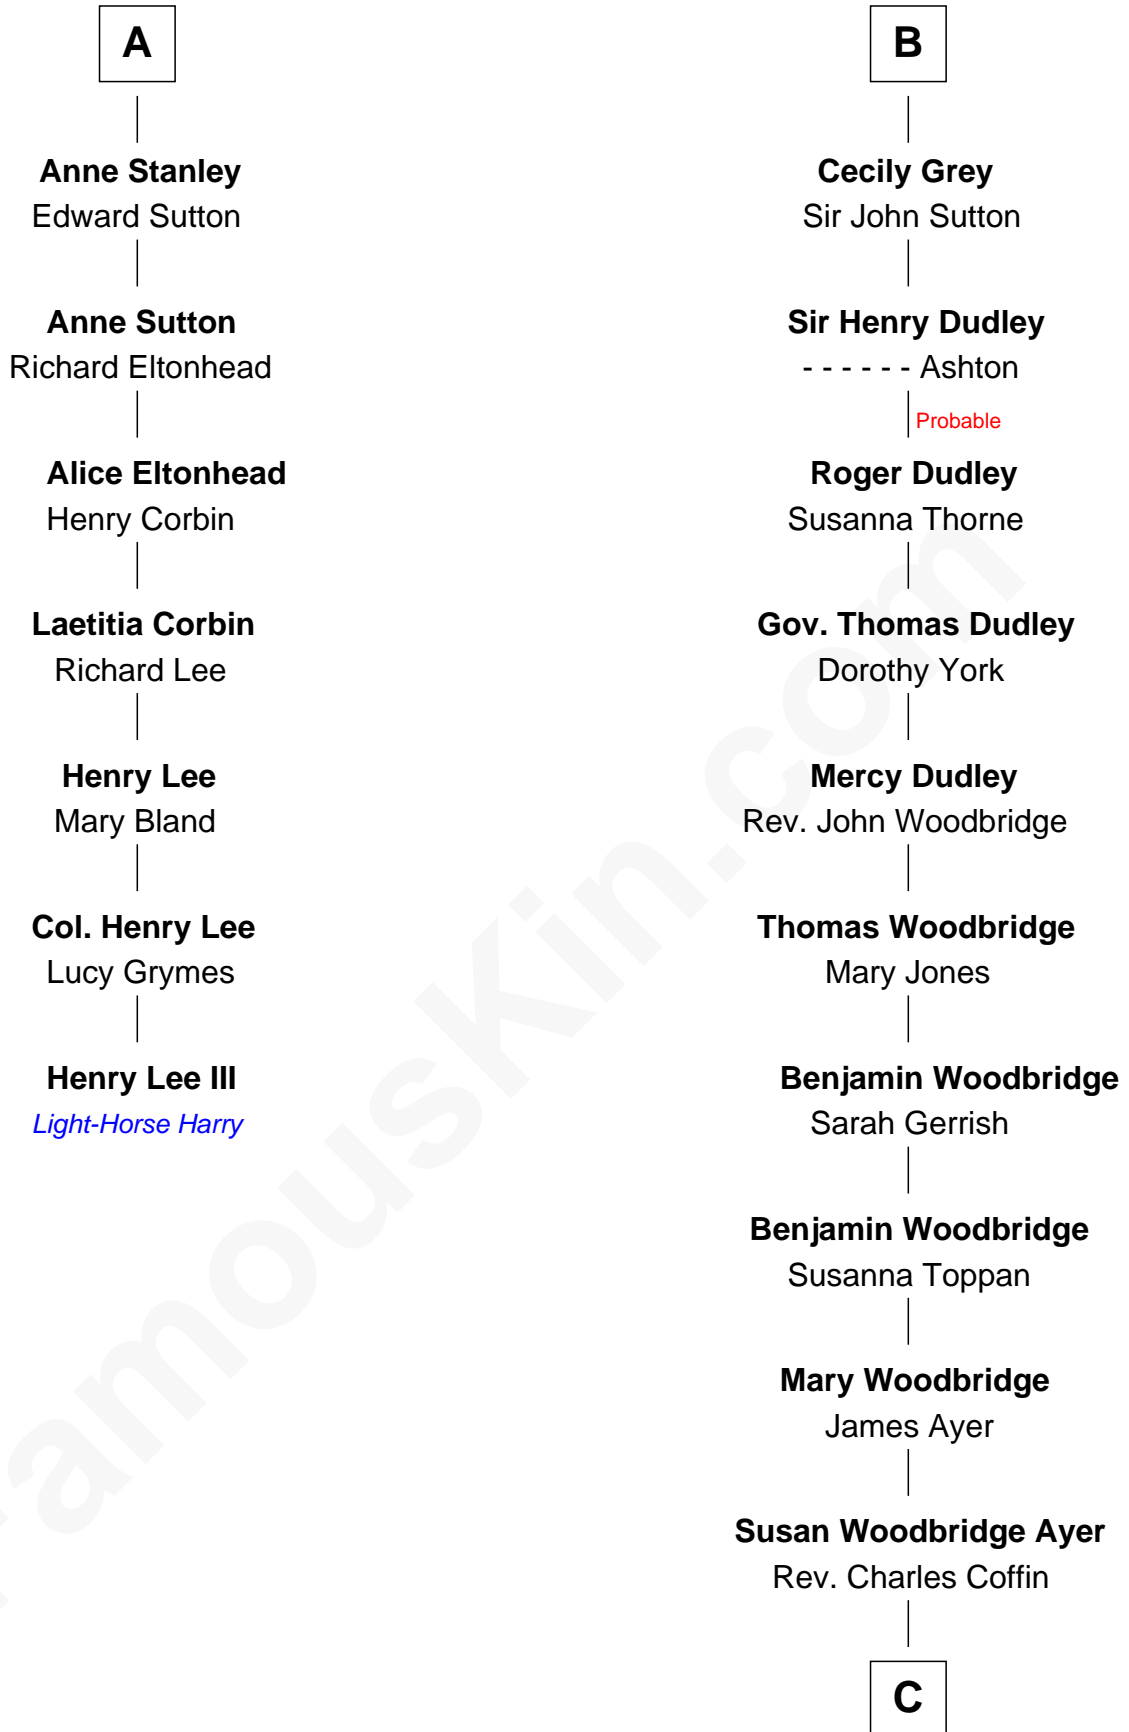 A
Anne Stanley
Edward Sutton
Anne Sutton
Richard Eltonhead
Alice Eltonhead
Henry Corbin
Laetitia Corbin
Richard Lee
Henry Lee
Mary Bland
Col. Henry Lee
Lucy Grymes
Henry Lee III
Light-Horse Harry
B
Cecily Grey
Sir John Sutton
Sir Henry Dudley
- - - - - - Ashton
Probable
Roger Dudley
Susanna Thorne
Gov. Thomas Dudley
Dorothy York
Mercy Dudley
Rev. John Woodbridge
Thomas Woodbridge
Mary Jones
Benjamin Woodbridge
Sarah Gerrish
Benjamin Woodbridge
Susanna Toppan
Mary Woodbridge
James Ayer
Susan Woodbridge Ayer
Rev. Charles Coffin
C
FamousKin.com